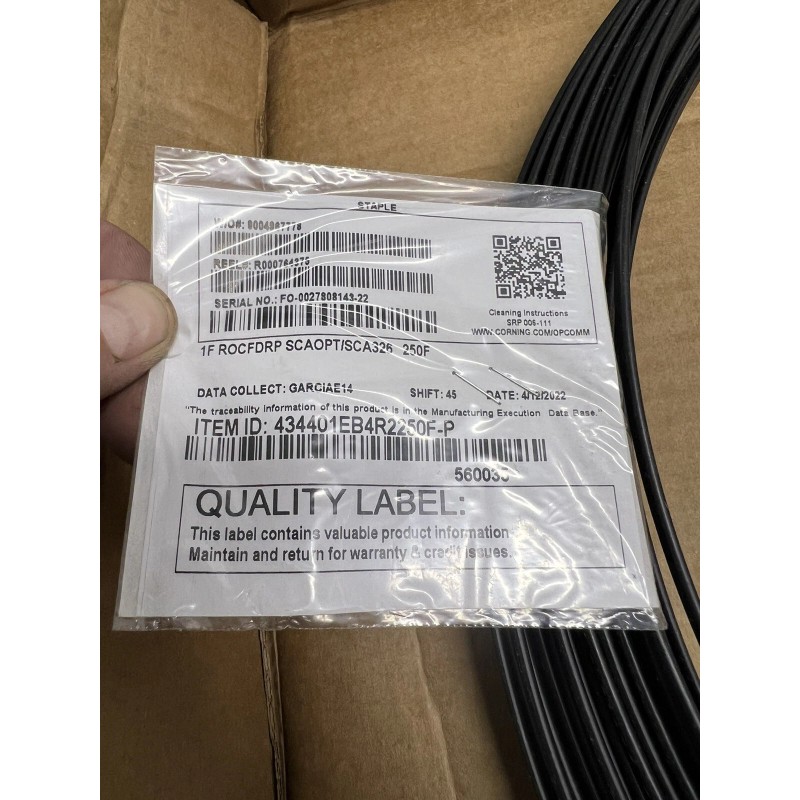 STAPLE
W/O#: 8004967778
REEL#: R000764375
SERIAL NO.: FO-0027808143-22
Cleaning Instructions
SRP 005-111
WWW.CORNING.COM/OPCOMM
1F ROCFDRP SCAOPT/SCA326 250F
DATA COLLECT: GARCIAE14 SHIFT: 45 DATE: 4/12/2022
"The traceability information of this product is in the Manufacturing Execution Data Base."
ITEM ID: 434401EB4R2250F-P
QUALITY LABEL:
This label contains valuable product information
Maintain and return for warranty & credit issues.